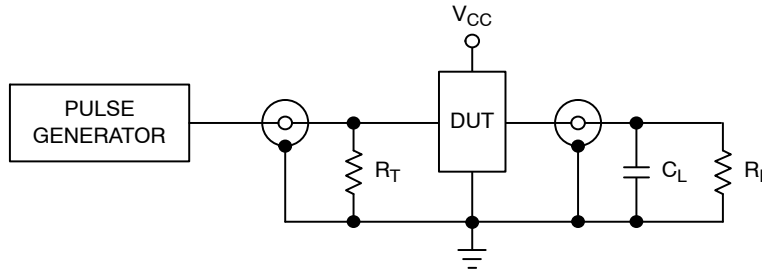 VCC
PULSE
GENERATOR
DUT
RT
CL